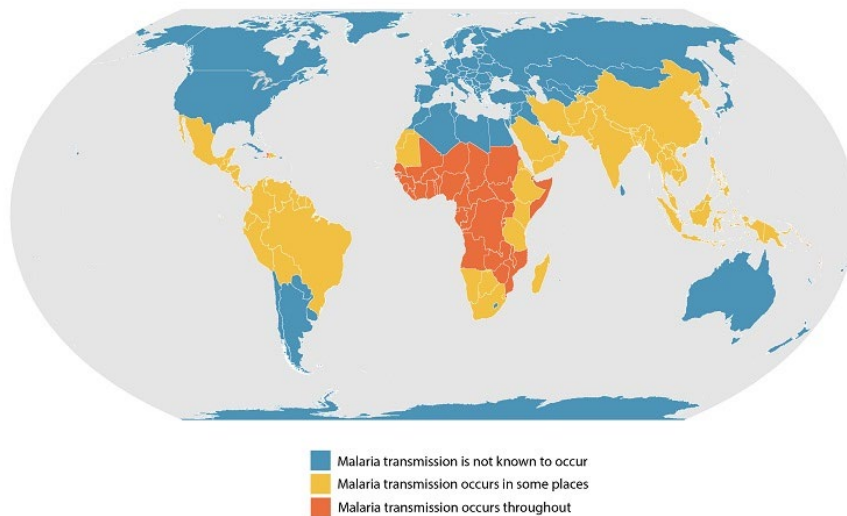 Malaria transmission is not known to occur
Malaria transmission occurs in some places
Malaria transmission occurs throughout